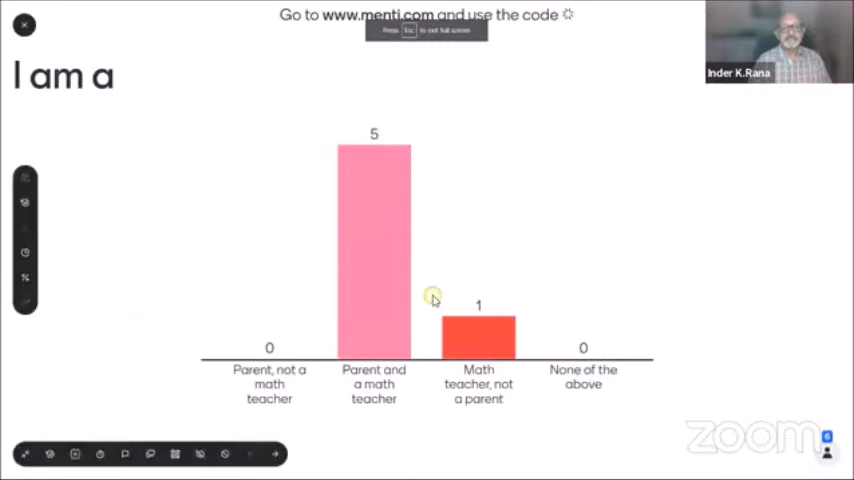 Go to www.menti.com and use the code
Press Esc to exit full screen
Inder K.Rana
I am a
5
1
0
0
Parent, not a
math
teacher
Parent and
a math
teacher
Math
teacher, not
a parent
None of the
above
zoom
6